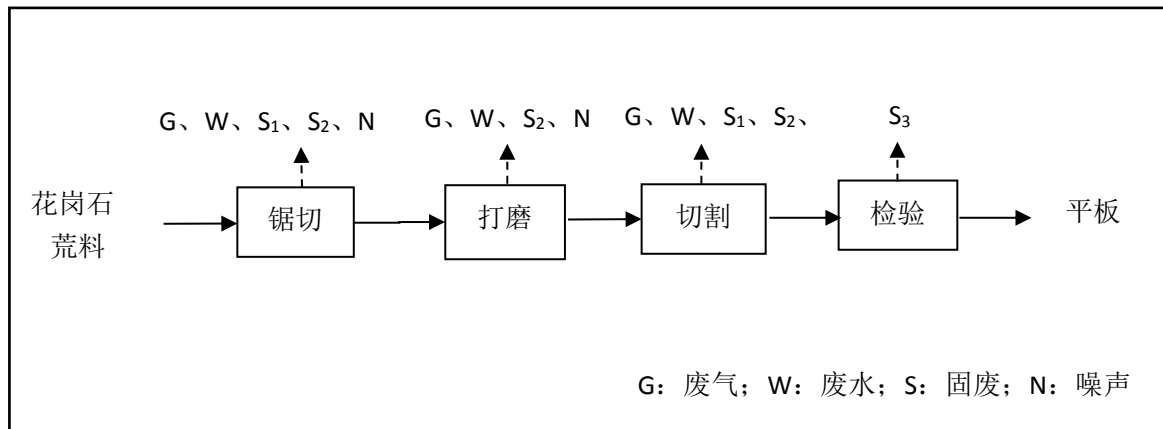 G、W、S₁、S₂、N
G、W、S₂、N
G、W、S₁、S₂、
S₃
花岗石
荒料
锯切
打磨
切割
检验
平板
G：废气；W：废水；S：固废；N：噪声